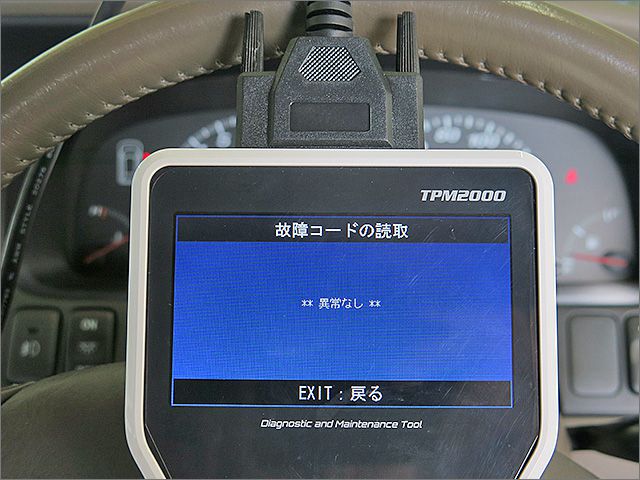 TPM2000
故障コードの読取
** 異常なし **
EXIT：戻る
Diagnostic and Maintenance Tool
ON